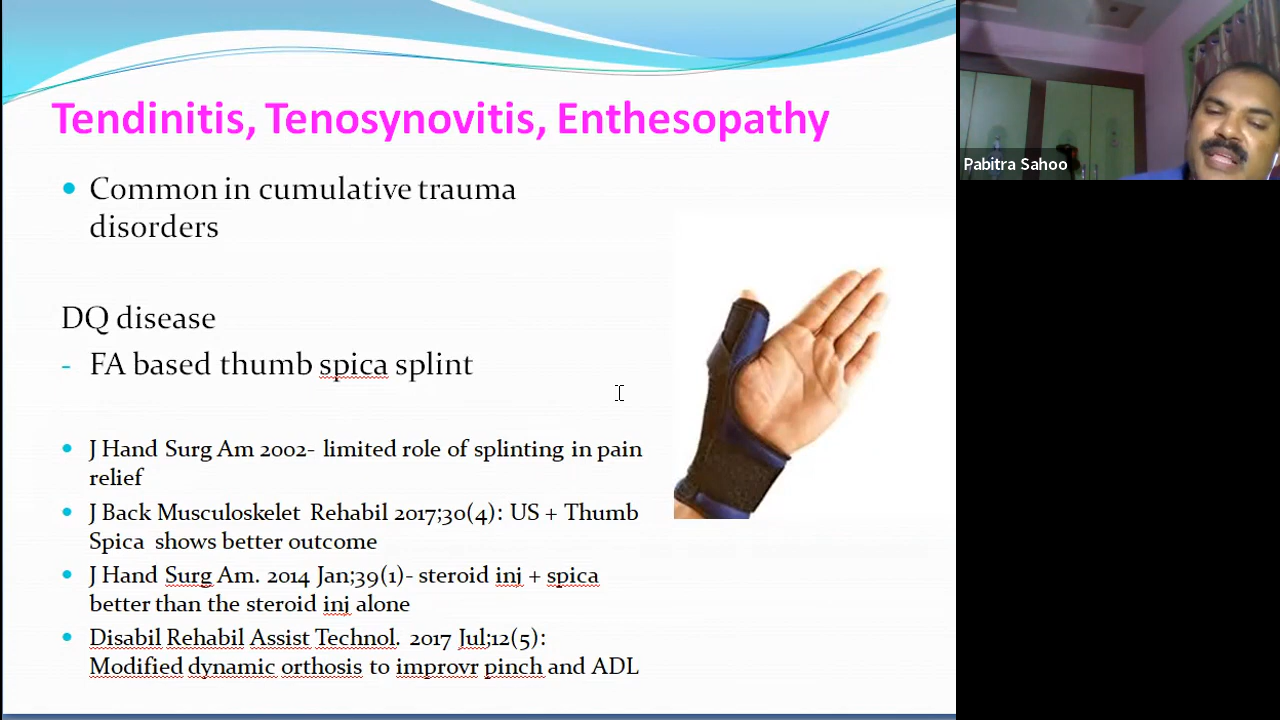 Tendinitis, Tenosynovitis, Enthesopathy
• Common in cumulative trauma
disorders
DQ disease
- FA based thumb spica splint
• J Hand Surg Am 2002- limited role of splinting in pain
relief
• J Back Musculoskelet Rehabil 2017;30(4): US + Thumb
Spica shows better outcome
• J Hand Surg Am. 2014 Jan;39(1)- steroid inj + spica
better than the steroid inj alone
• Disabil Rehabil Assist Technol. 2017 Jul;12(5):
Modified dynamic orthosis to improvr pinch and ADL
Pabitra Sahoo